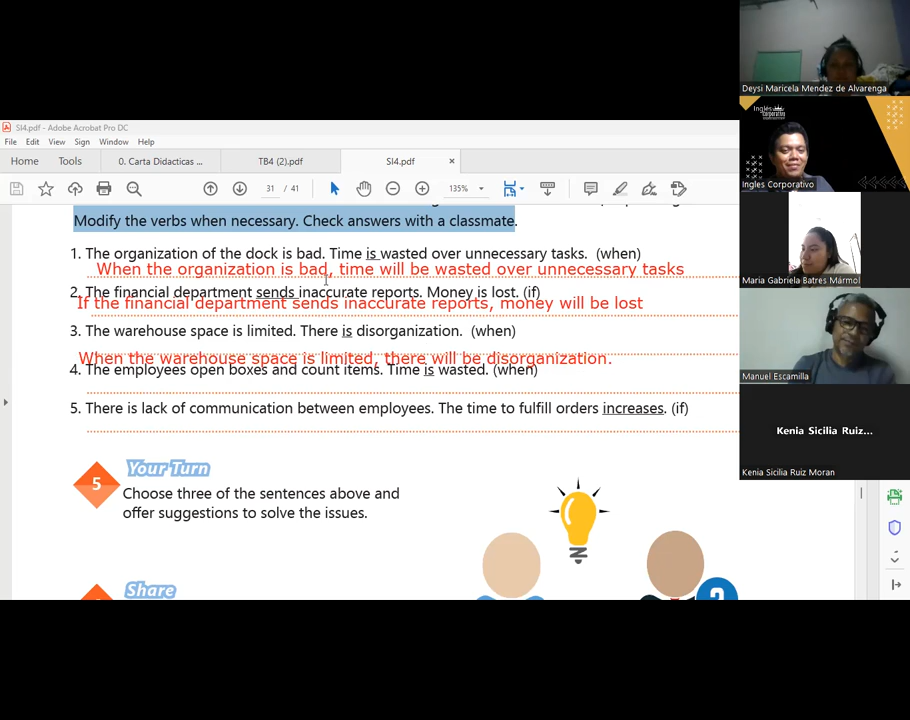 Deysi Maricela Mendez de Alvarenga
Inglés
Corporativo
Ingles Corporativo
Maria Gabriela Batres Mármol
Manuel Escamilla
Kenia Sicilia Ruiz...
Kenia Sicilia Ruiz Moran
SI4.pdf - Adobe Acrobat Pro DC
File Edit View Sign Window Help
Home Tools 0. Carta Didacticas ... TB4 (2).pdf SI4.pdf ×
31 / 41 135%
Modify the verbs when necessary. Check answers with a classmate.
1. The organization of the dock is bad. Time is wasted over unnecessary tasks. (when)
When the organization is bad, time will be wasted over unnecessary tasks
2. The financial department sends inaccurate reports. Money is lost. (if)
If the financial department sends inaccurate reports, money will be lost
3. The warehouse space is limited. There is disorganization. (when)
When the warehouse space is limited, there will be disorganization.
4. The employees open boxes and count items. Time is wasted. (when)
5. There is lack of communication between employees. The time to fulfill orders increases. (if)
5 Your Turn
Choose three of the sentences above and
offer suggestions to solve the issues.
Share